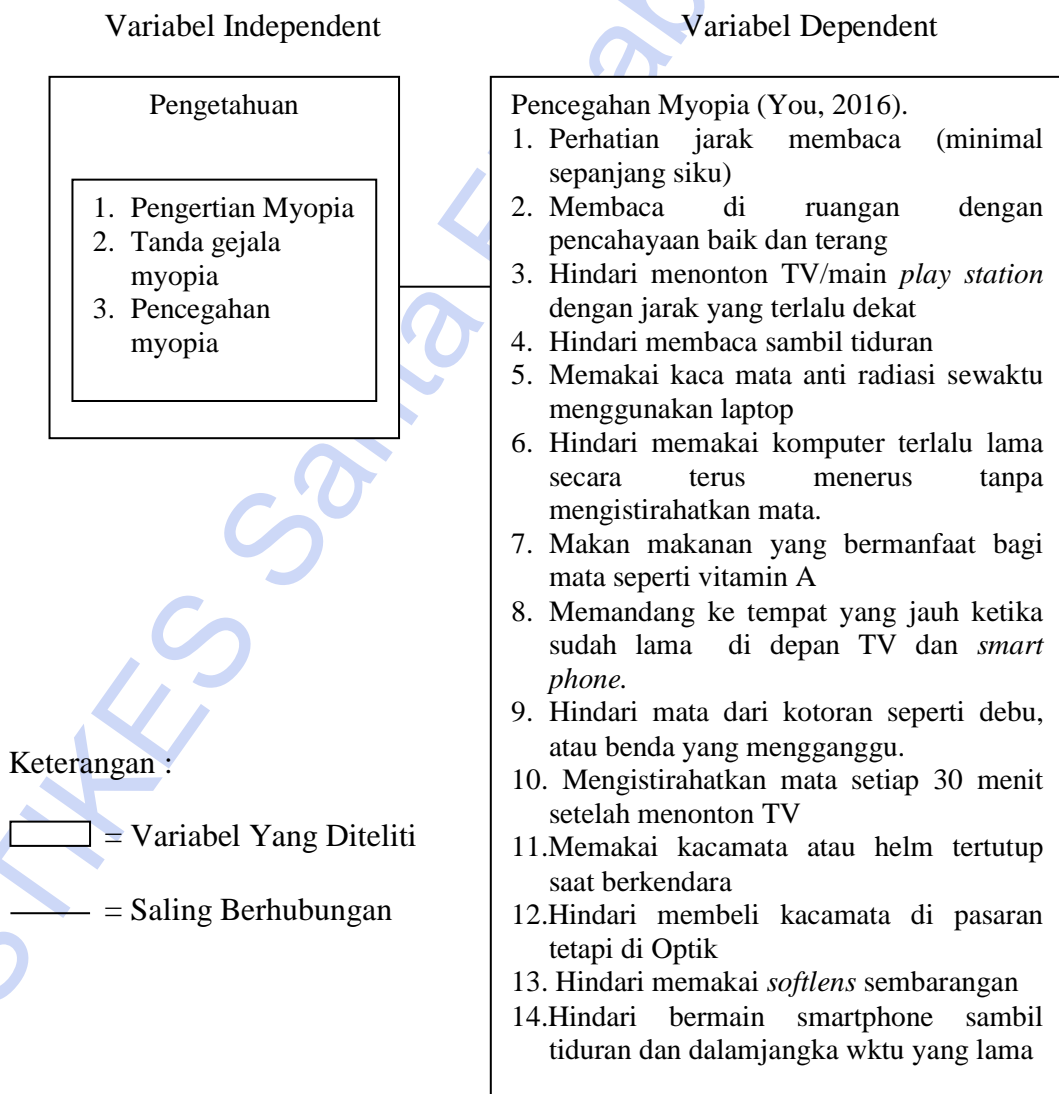 Variabel Independent
Variabel Dependent
Pengetahuan
1. Pengertian Myopia
2. Tanda gejala
myopia
3. Pencegahan
myopia
Pencegahan Myopia (You, 2016).
1. Perhatian jarak membaca (minimal
sepanjang siku)
2. Membaca di ruangan dengan
pencahayaan baik dan terang
3. Hindari menonton TV/main play station
dengan jarak yang terlalu dekat
4. Hindari membaca sambil tiduran
5. Memakai kaca mata anti radiasi sewaktu
menggunakan laptop
6. Hindari memakai komputer terlalu lama
secara terus menerus tanpa
mengistirahatkan mata.
7. Makan makanan yang bermanfaat bagi
mata seperti vitamin A
8. Memandang ke tempat yang jauh ketika
sudah lama di depan TV dan smart
phone.
9. Hindari mata dari kotoran seperti debu,
atau benda yang mengganggu.
10. Mengistirahatkan mata setiap 30 menit
setelah menonton TV
11.Memakai kacamata atau helm tertutup
saat berkendara
12.Hindari membeli kacamata di pasaran
tetapi di Optik
13. Hindari memakai softlens sembarangan
14.Hindari bermain smartphone sambil
tiduran dan dalamjangka wktu yang lama
Keterangan :
= Variabel Yang Diteliti
= Saling Berhubungan
STIKES Santa